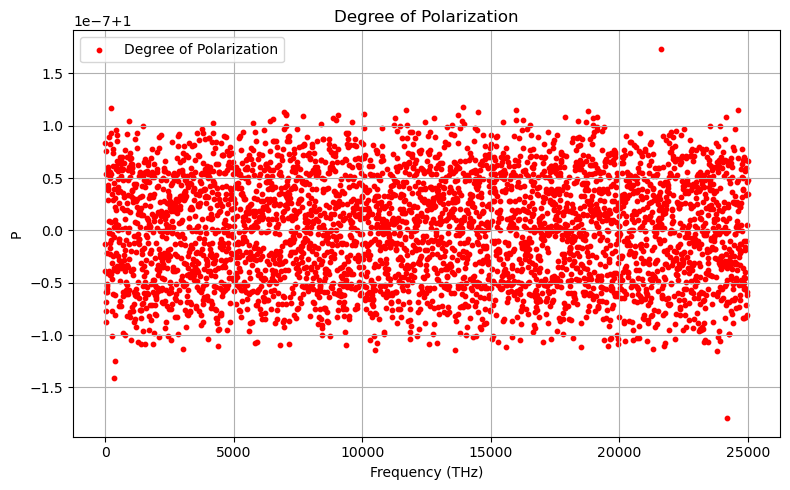 Degree of Polarization
1e−7+1
Degree of Polarization
1.5
1.0
0.5
0.0
−0.5
−1.0
−1.5
P
0 5000 10000 15000 20000 25000
Frequency (THz)